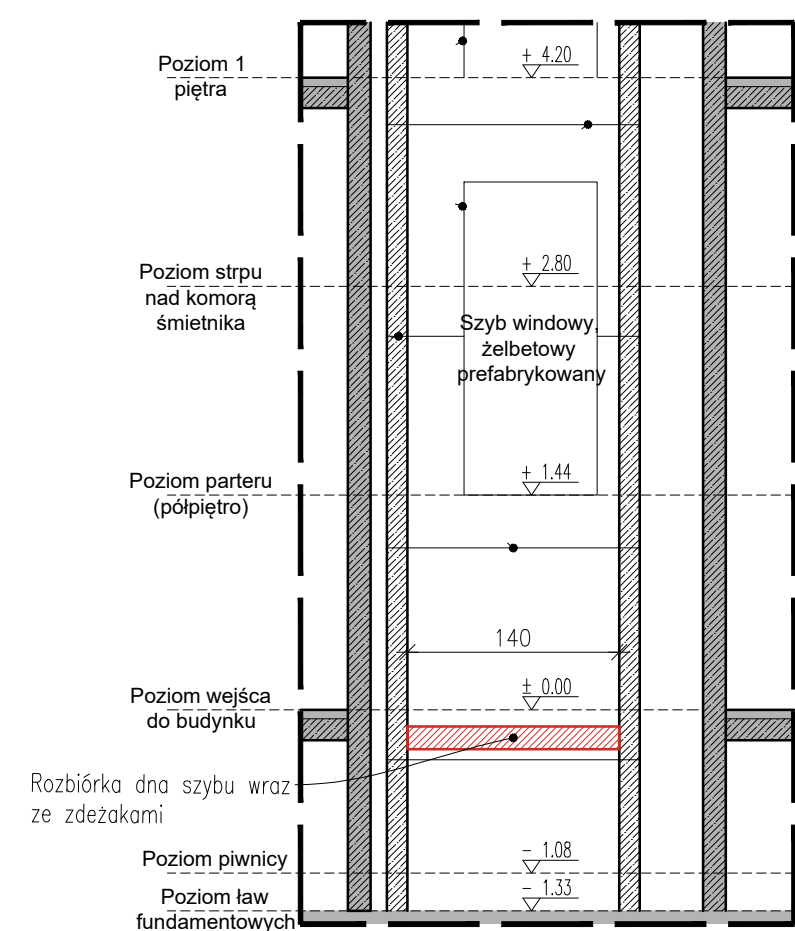 Poziom 1
piętra
+ 4.20
Poziom strpu
nad komorą
śmietnika
+ 2.80
Szyb windowy,
żelbetowy
prefabrykowany
Poziom parteru
(półpiętro)
+ 1.44
140
Poziom wejśca
do budynku
± 0.00
Rozbiórka dna szybu wraz
ze zdeżakami
Poziom piwnicy
- 1.08
Poziom ław
fundamentowych
- 1.33